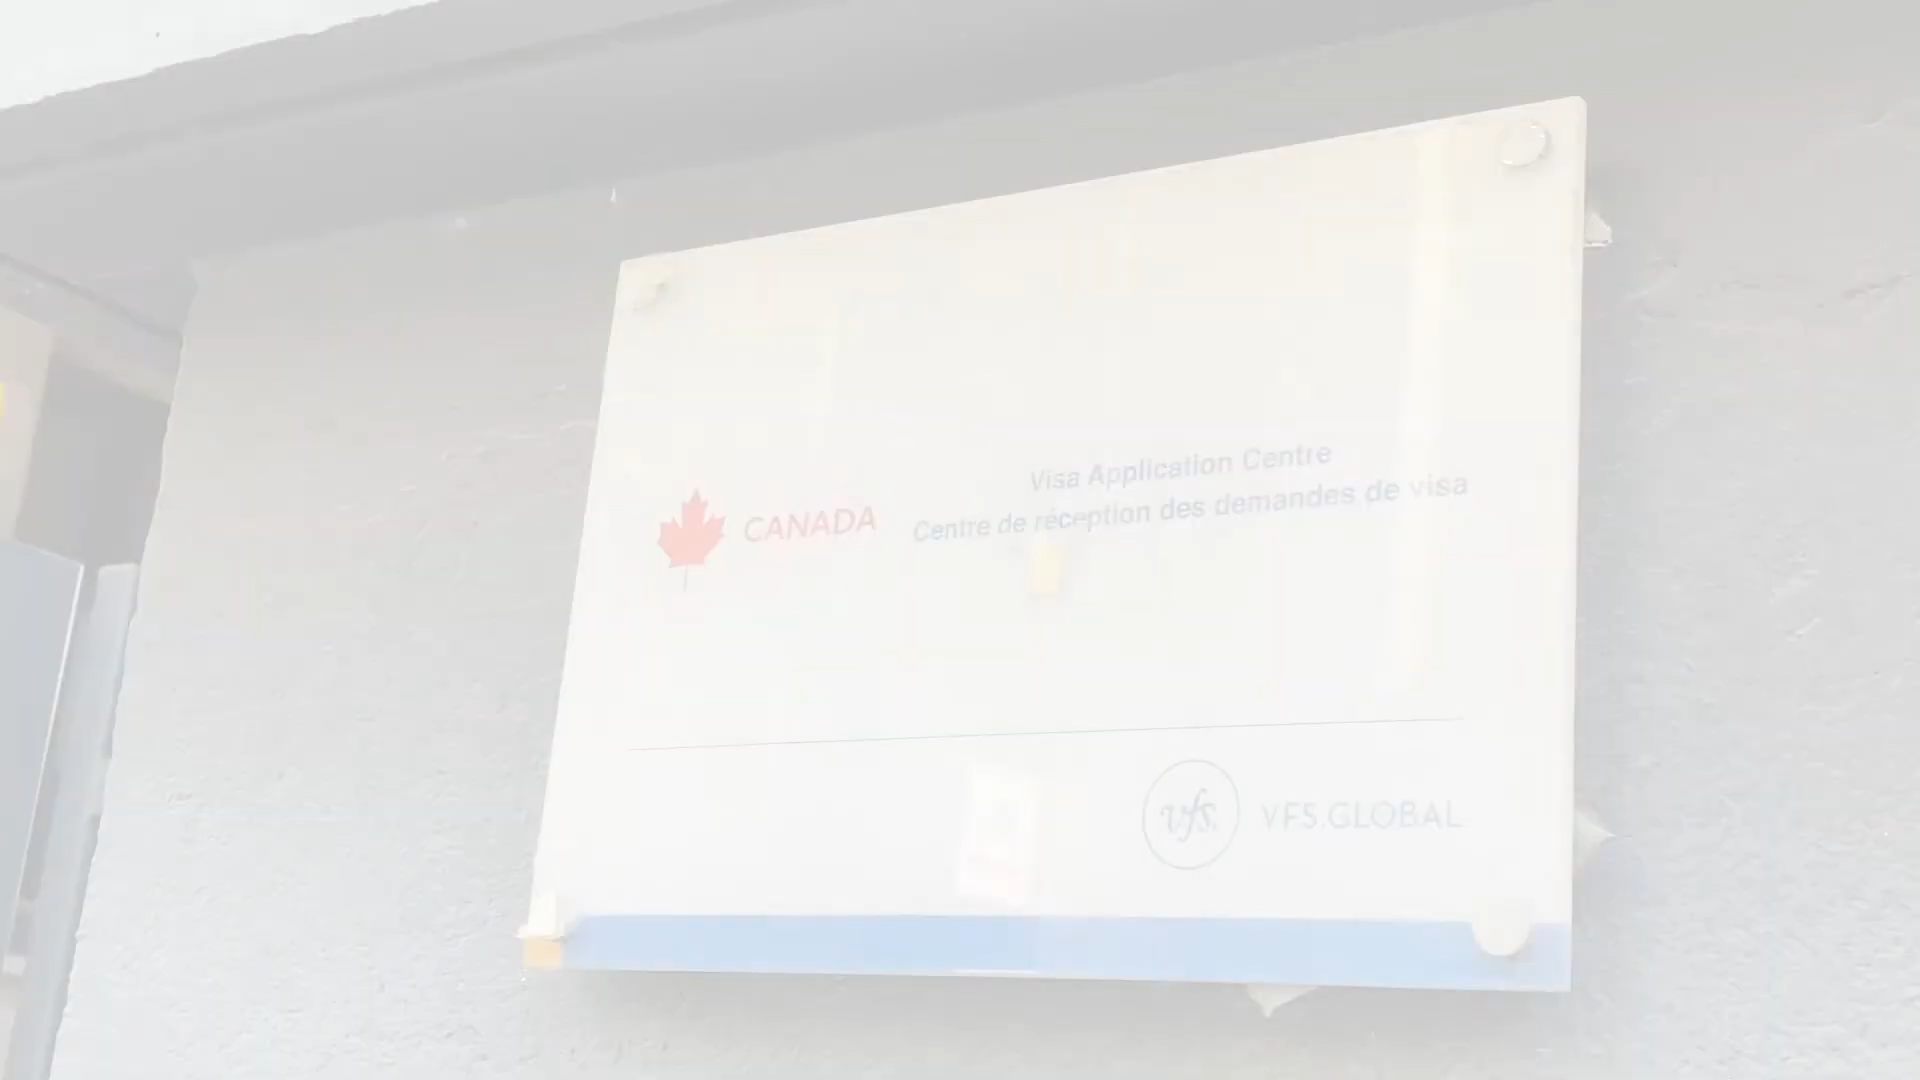 Visa Application Centre
CANADA
Centre de réception des demandes de visa
vfs.
VFS.GLOBAL